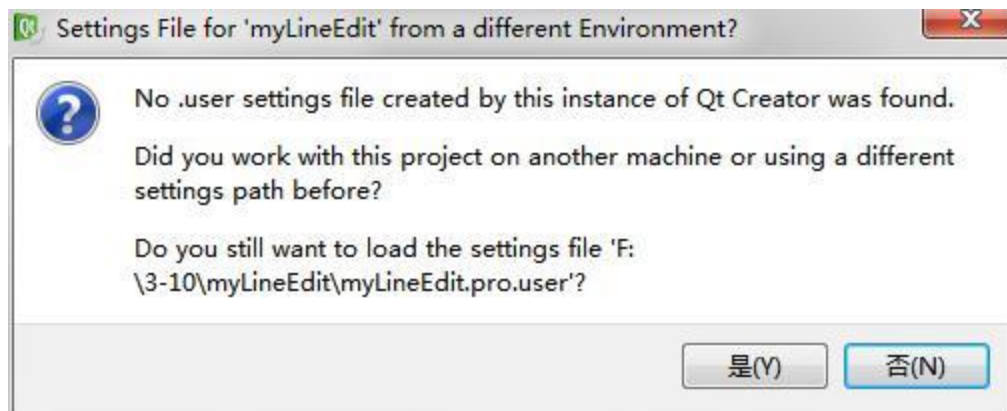 Settings File for 'myLineEdit' from a different Environment?
No .user settings file created by this instance of Qt Creator was found.
Did you work with this project on another machine or using a different
settings path before?
Do you still want to load the settings file 'F:
\3-10\myLineEdit\myLineEdit.pro.user'?
是(Y) 否(N)